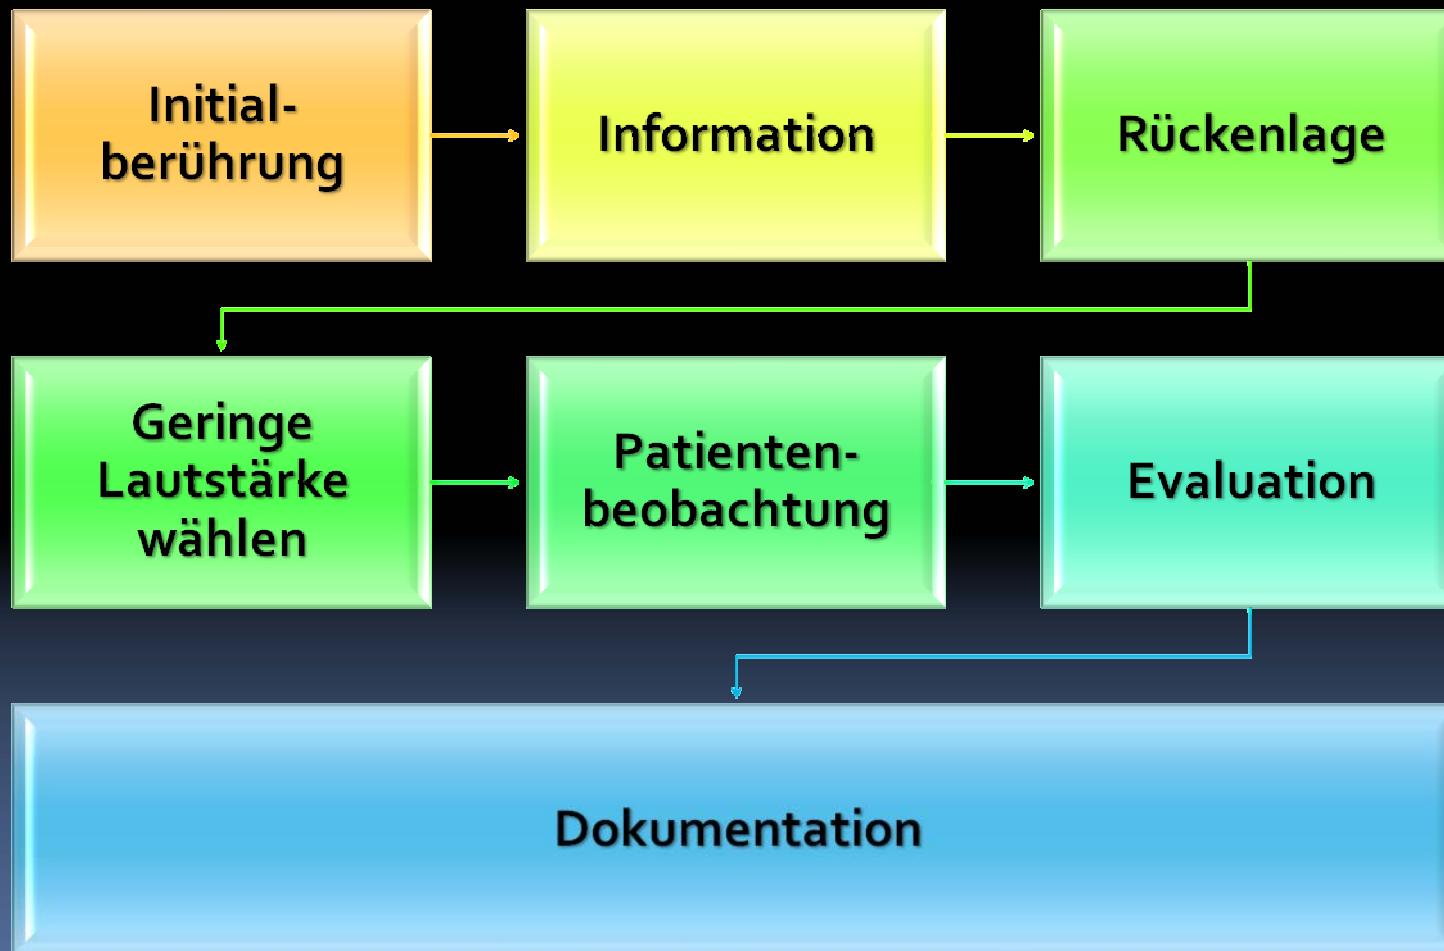 Initial-
berührung
Information
Rückenlage
Geringe
Lautstärke
wählen
Patienten-
beobachtung
Evaluation
Dokumentation